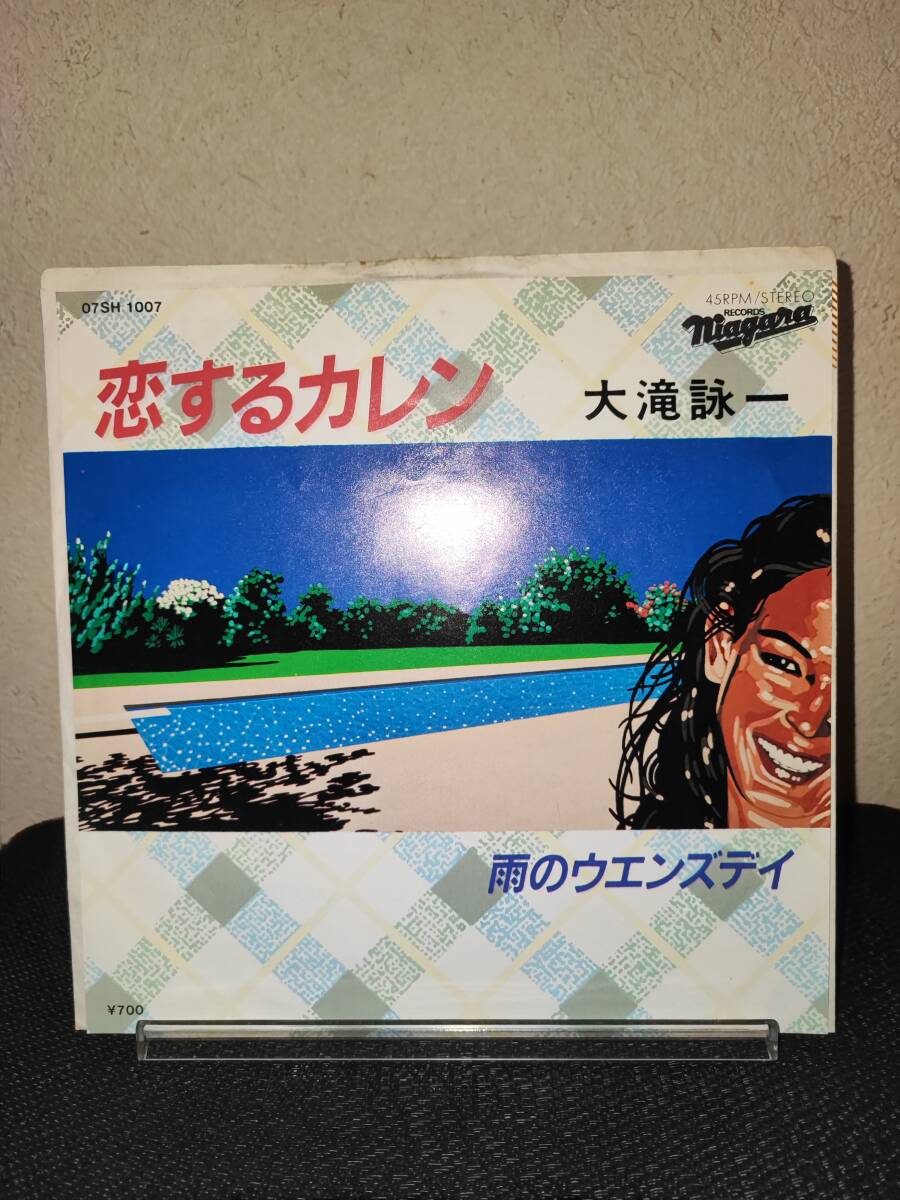 07SH 1007
45RPM/STEREO
RECORDS
Niagara
恋するカレン
大滝詠一
雨のウエンズデイ
¥700